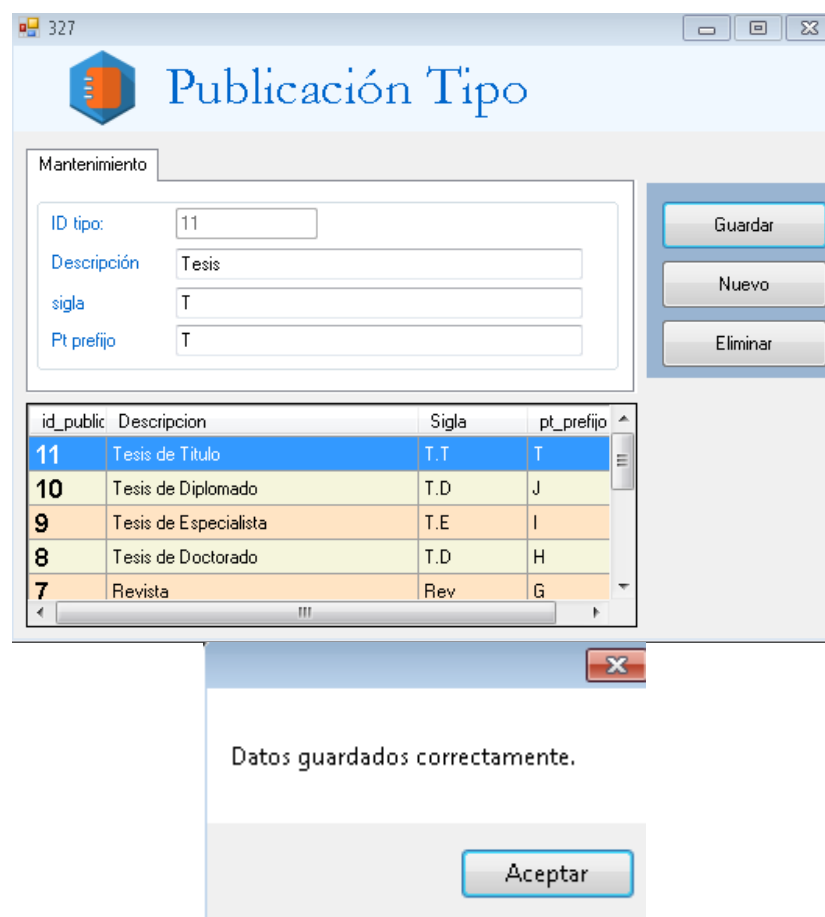 327
Publicación Tipo
Mantenimiento
ID tipo: 11
Descripción Tesis
sigla T
Pt prefijo T
Guardar
Nuevo
Eliminar
id_public Descripcion Sigla pt_prefijo
11 Tesis de Titulo T.T T
10 Tesis de Diplomado T.D J
9 Tesis de Especialista T.E I
8 Tesis de Doctorado T.D H
7 Revista Rev G
Datos guardados correctamente.
Aceptar